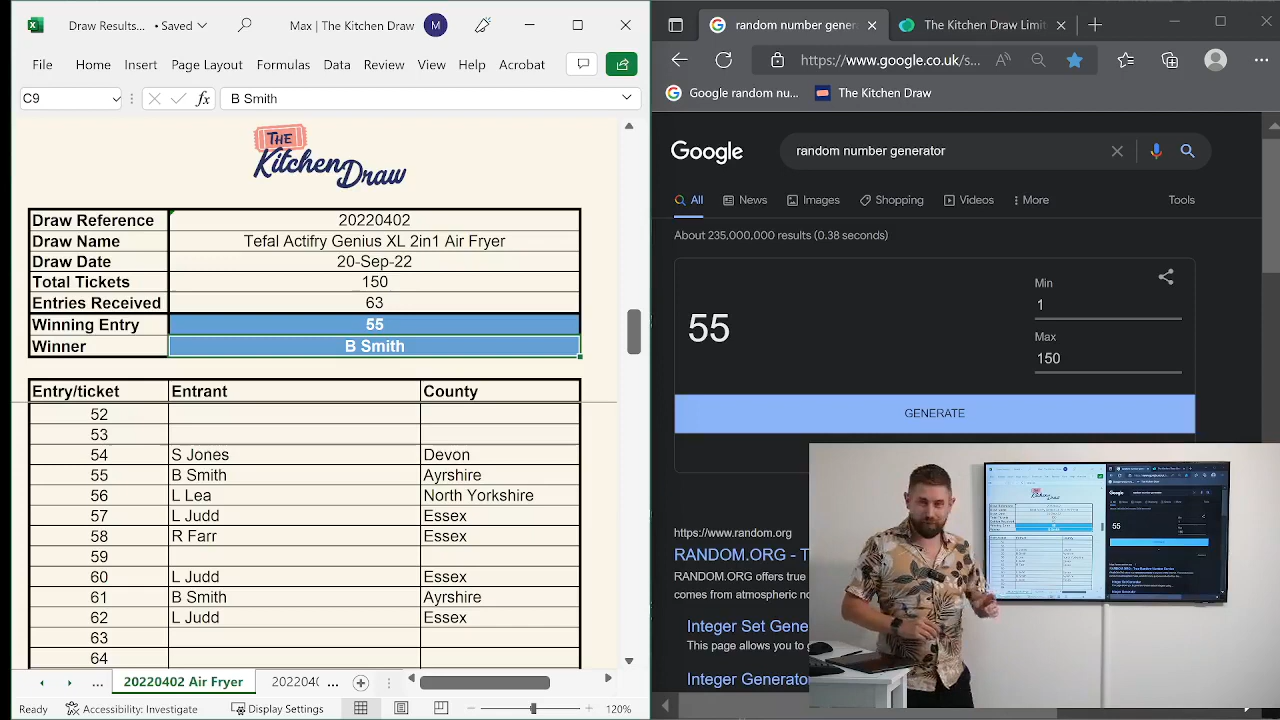 Draw Results... • Saved
Max | The Kitchen Draw
M
File Home Insert Page Layout Formulas Data Review View Help Acrobat
C9
fx
B Smith
THE
Kitchen Draw
Draw Reference 20220402
Draw Name Tefal Actifry Genius XL 2in1 Air Fryer
Draw Date 20-Sep-22
Total Tickets 150
Entries Received 63
Winning Entry 55
Winner B Smith
Entry/ticket Entrant County
52
53
54 S Jones Devon
55 B Smith Ayrshire
56 L Lea North Yorkshire
57 L Judd Essex
58 R Farr Essex
59
60 L Judd Essex
61 B Smith Ayrshire
62 L Judd Essex
63
64
... 20220402 Air Fryer 202204( ...
Ready Accessibility: Investigate Display Settings 120%
random number gener
The Kitchen Draw Limit
https://www.google.co.uk/s...
Google random nu... The Kitchen Draw
Google
random number generator
All News Images Shopping Videos More Tools
About 235,000,000 results (0.38 seconds)
Min
1
55
Max
150
GENERATE
https://www.random.org
RANDOM.ORG - T
RANDOM.ORG offers true
comes from atmospheric no
Integer Set Gene
This page allows you to g
Integer Generato